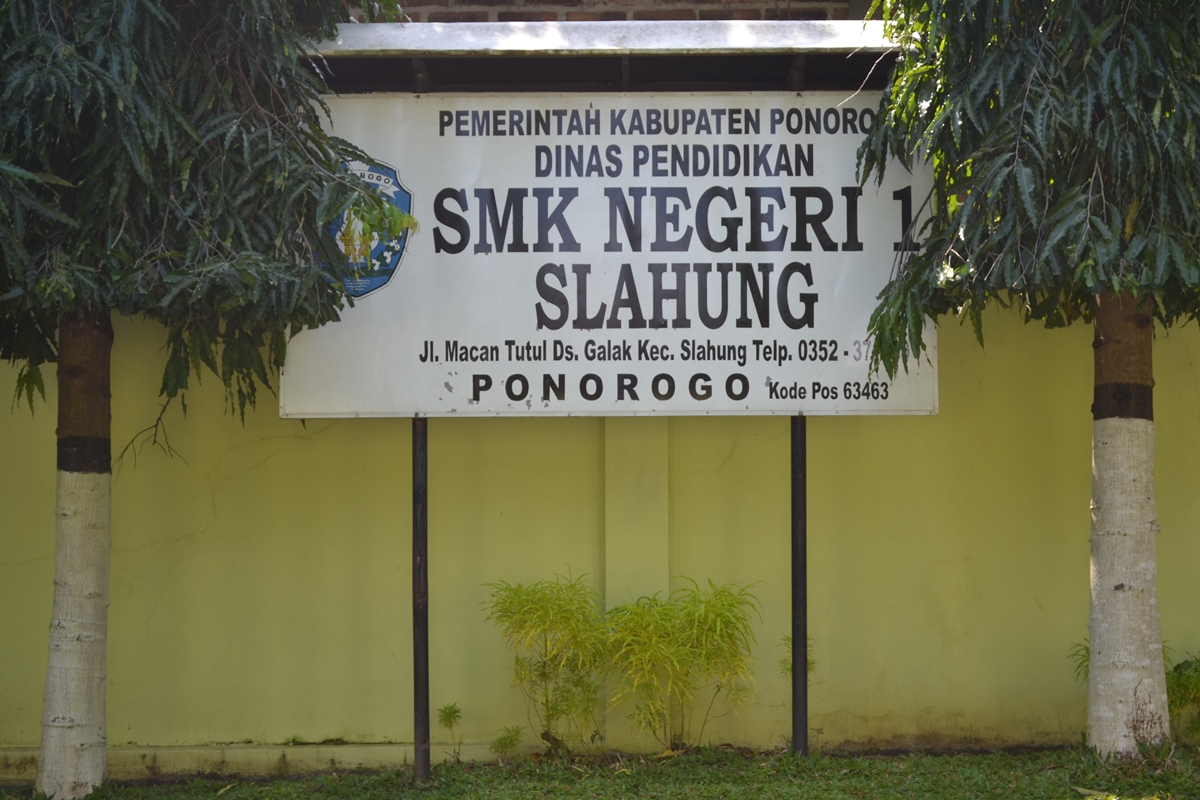 PEMERINTAH KABUPATEN PONORO
DINAS PENDIDIKAN
SMK NEGERI 1
SLAHUNG
Jl. Macan Tutul Ds. Galak Kec. Slahung Telp. 0352 - 37
PONOROGO Kode Pos 63463